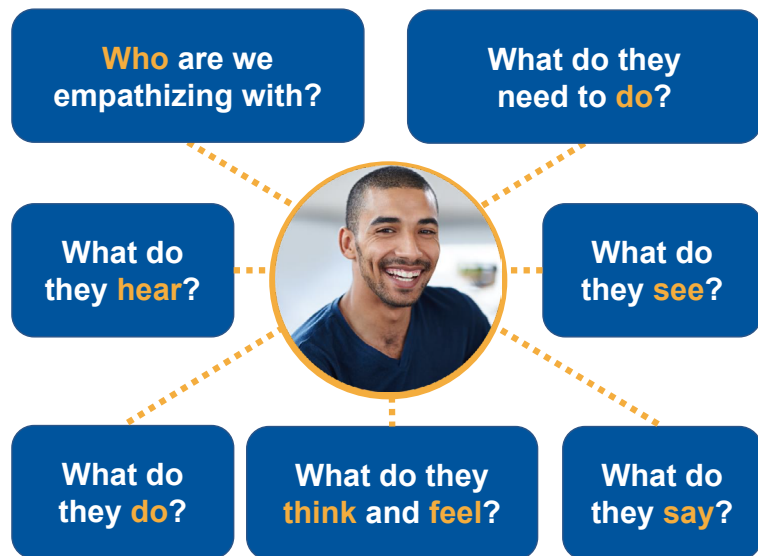 Who are we
empathizing with?
What do they
need to do?
What do
they hear?
What do
they see?
What do
they do?
What do they
think and feel?
What do
they say?